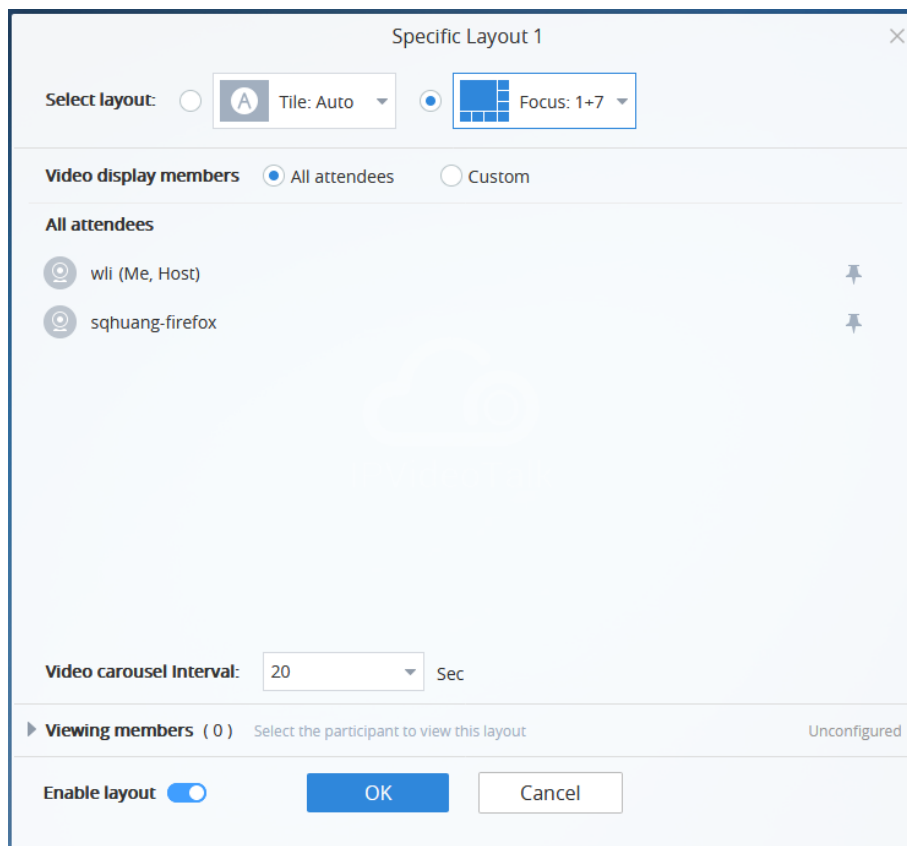 Specific Layout 1
Select layout: A Tile: Auto Focus: 1+7
Video display members All attendees Custom
All attendees
wli (Me, Host)
sqhuang-firefox
Video carousel Interval: 20 Sec
Viewing members ( 0 ) Select the participant to view this layout Unconfigured
Enable layout OK Cancel